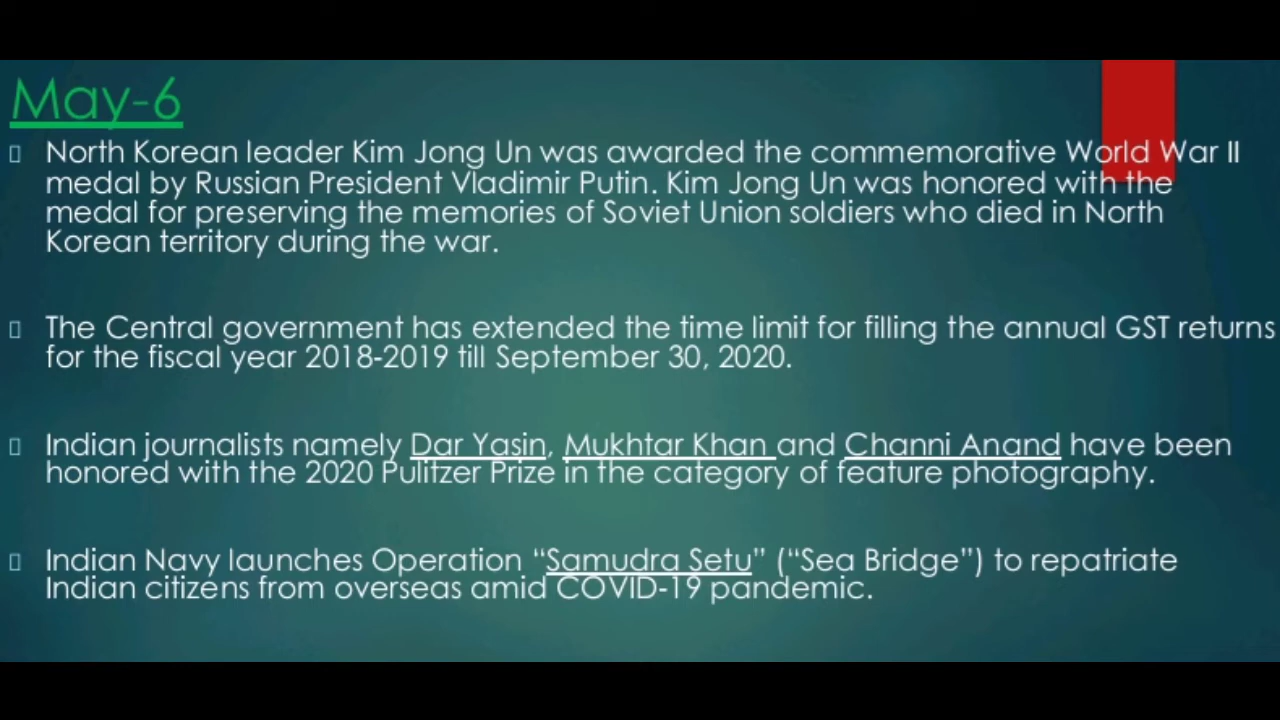 May-6
North Korean leader Kim Jong Un was awarded the commemorative World War II
medal by Russian President Vladimir Putin. Kim Jong Un was honored with the
medal for preserving the memories of Soviet Union soldiers who died in North
Korean territory during the war.
The Central government has extended the time limit for filling the annual GST returns
for the fiscal year 2018-2019 till September 30, 2020.
Indian journalists namely Dar Yasin, Mukhtar Khan and Channi Anand have been
honored with the 2020 Pulitzer Prize in the category of feature photography.
Indian Navy launches Operation “Samudra Setu” (“Sea Bridge”) to repatriate
Indian citizens from overseas amid COVID-19 pandemic.